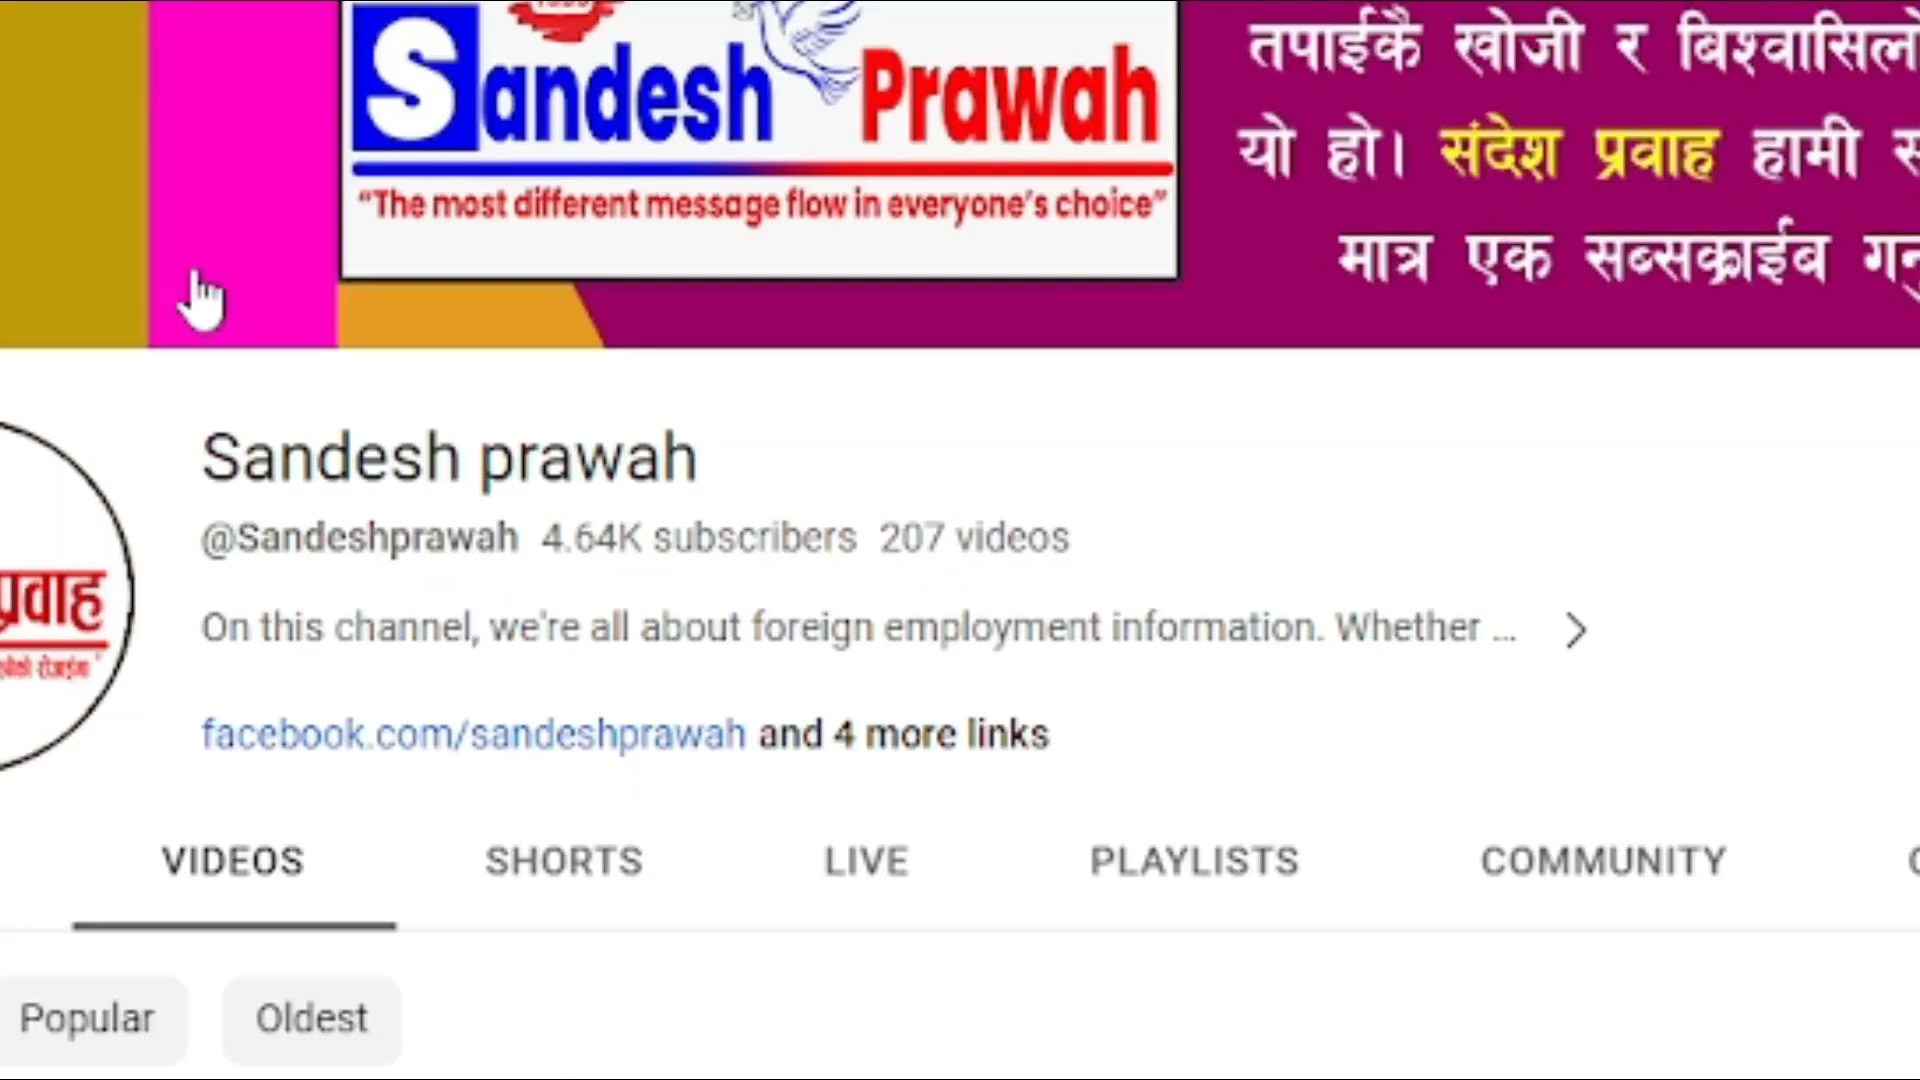 Sandesh Prawah
“The most different message flow in everyone’s choice”
तपाईकै खोजी र
यो हो। संदेश प्रवाह हामी
मात्र एक सब्सक्राईब
प्रवाह
Sandesh prawah
@Sandeshprawah 4.64K subscribers 207 videos
On this channel, we're all about foreign employment information. Whether ...
facebook.com/sandeshprawah and 4 more links
VIDEOS SHORTS LIVE PLAYLISTS COMMUNITY
Popular Oldest